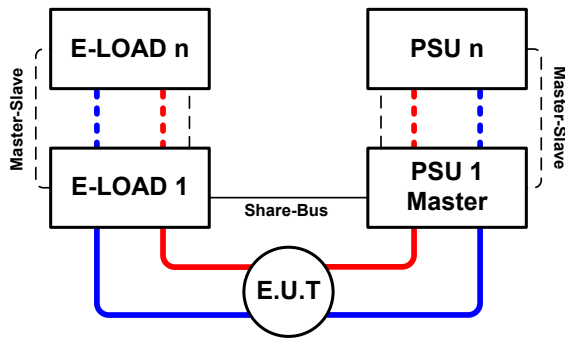 E-LOAD n
PSU n
Master-Slave
Master-Slave
E-LOAD 1
PSU 1
Master
Share-Bus
E.U.T